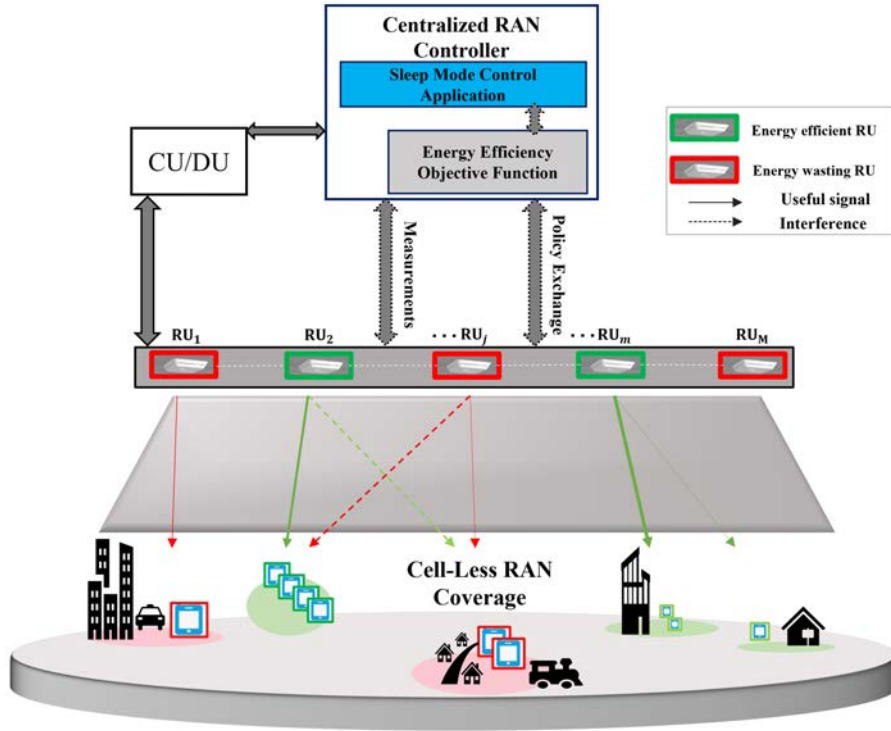 Centralized RAN
Controller
Sleep Mode Control
Application
Energy Efficiency
Objective Function
CU/DU
Energy efficient RU
Energy wasting RU
Useful signal
Interference
Measurements
Policy Exchange
RU₁
RU₂
···RUⱼ
···RUₘ
RU_M
Cell-Less RAN
Coverage